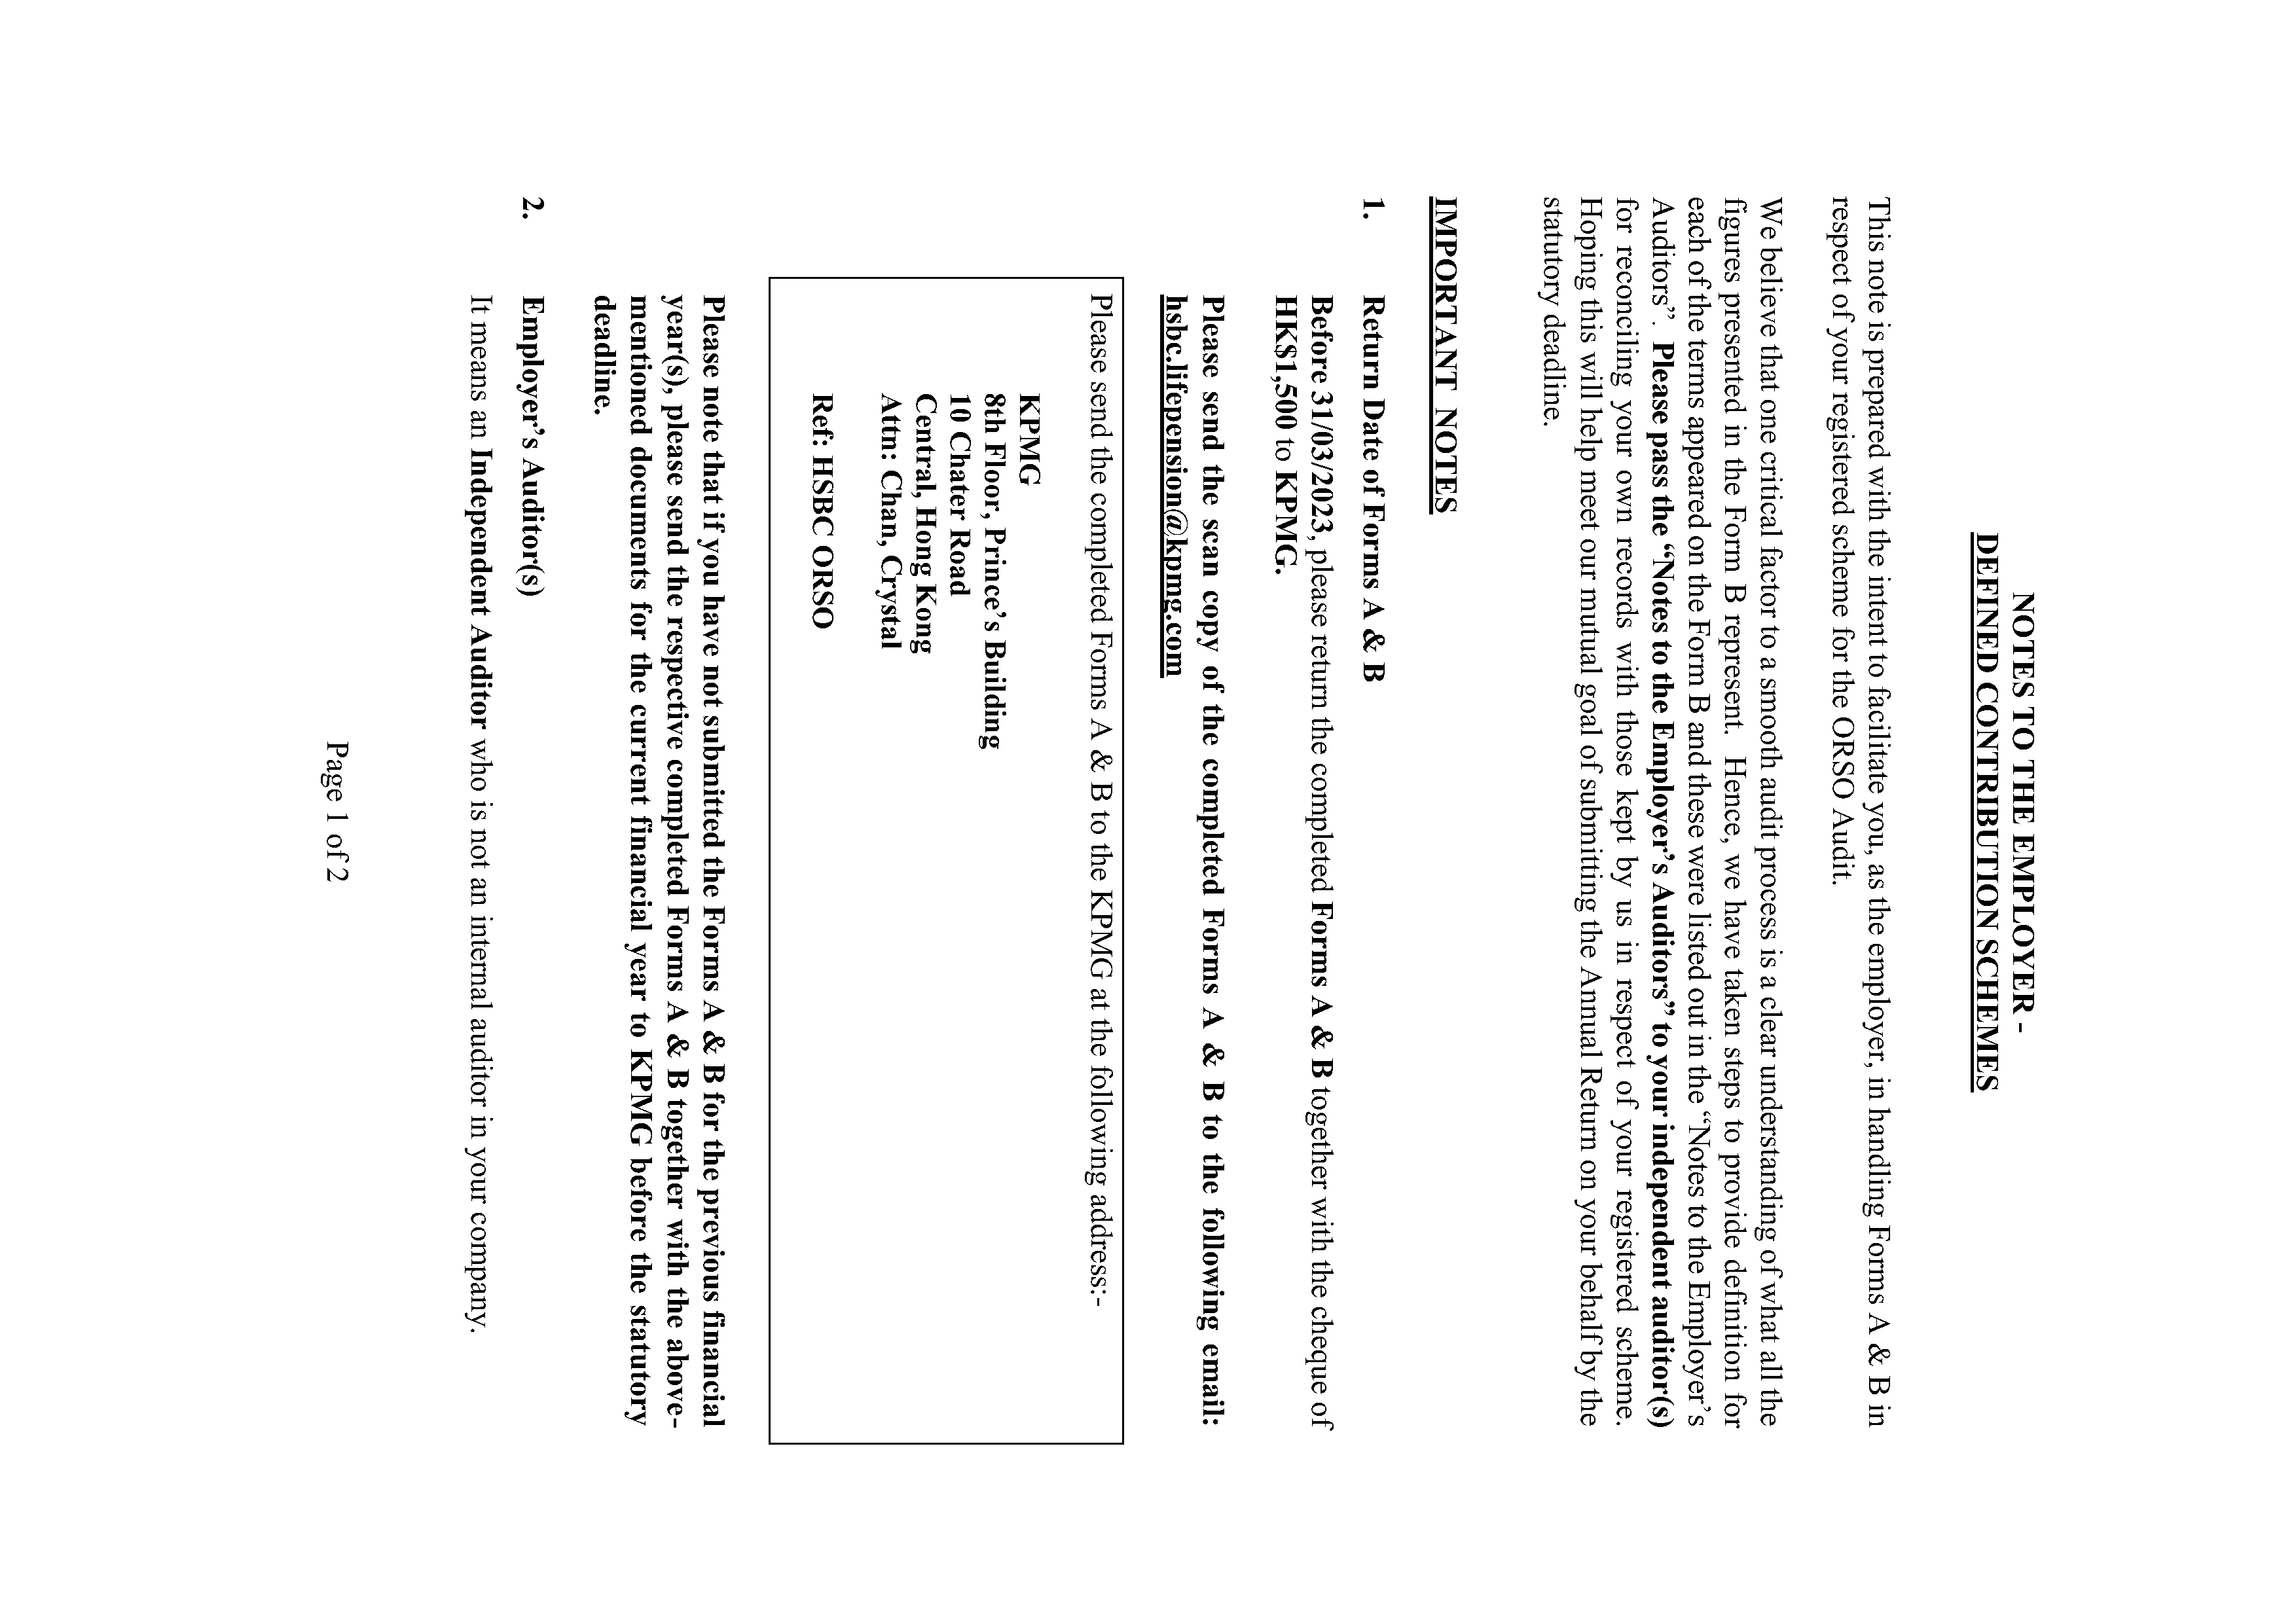 NOTES TO THE EMPLOYER -
DEFINED CONTRIBUTION SCHEMES
This note is prepared with the intent to facilitate you, as the employer, in handling Forms A & B in
respect of your registered scheme for the ORSO Audit.
We believe that one critical factor to a smooth audit process is a clear understanding of what all the
figures presented in the Form B represent. Hence, we have taken steps to provide definition for
each of the terms appeared on the Form B and these were listed out in the “Notes to the Employer’s
Auditors”. Please pass the “Notes to the Employer’s Auditors” to your independent auditor(s)
for reconciling your own records with those kept by us in respect of your registered scheme.
Hoping this will help meet our mutual goal of submitting the Annual Return on your behalf by the
statutory deadline.
IMPORTANT NOTES
1. Return Date of Forms A & B
Before 31/03/2023, please return the completed Forms A & B together with the cheque of
HK$1,500 to KPMG.
Please send the scan copy of the completed Forms A & B to the following email:
hsbc.lifepension@kpmg.com
Please send the completed Forms A & B to the KPMG at the following address:-
KPMG
8th Floor, Prince’s Building
10 Chater Road
Central, Hong Kong
Attn: Chan, Crystal
Ref: HSBC ORSO
Please note that if you have not submitted the Forms A & B for the previous financial
year(s), please send the respective completed Forms A & B together with the above-
mentioned documents for the current financial year to KPMG before the statutory
deadline.
2. Employer’s Auditor(s)
It means an Independent Auditor who is not an internal auditor in your company.
Page 1 of 2